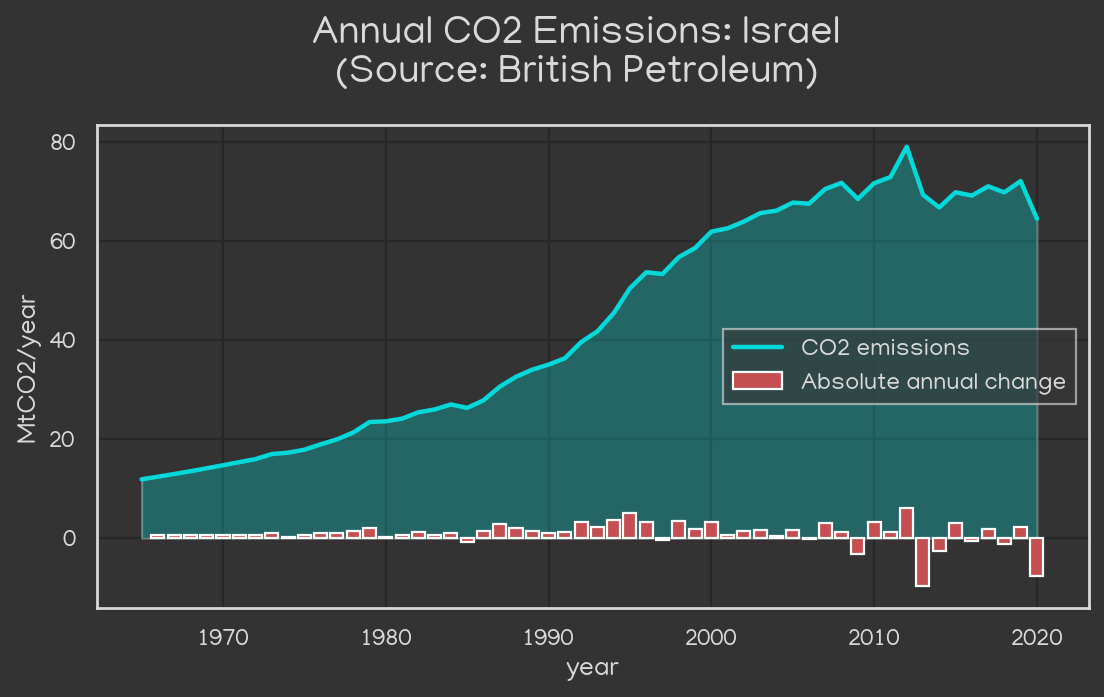 Annual CO2 Emissions: Israel
(Source: British Petroleum)
80
60
40
20
0
MtCO2/year
CO2 emissions
Absolute annual change
1970 1980 1990 2000 2010 2020
year